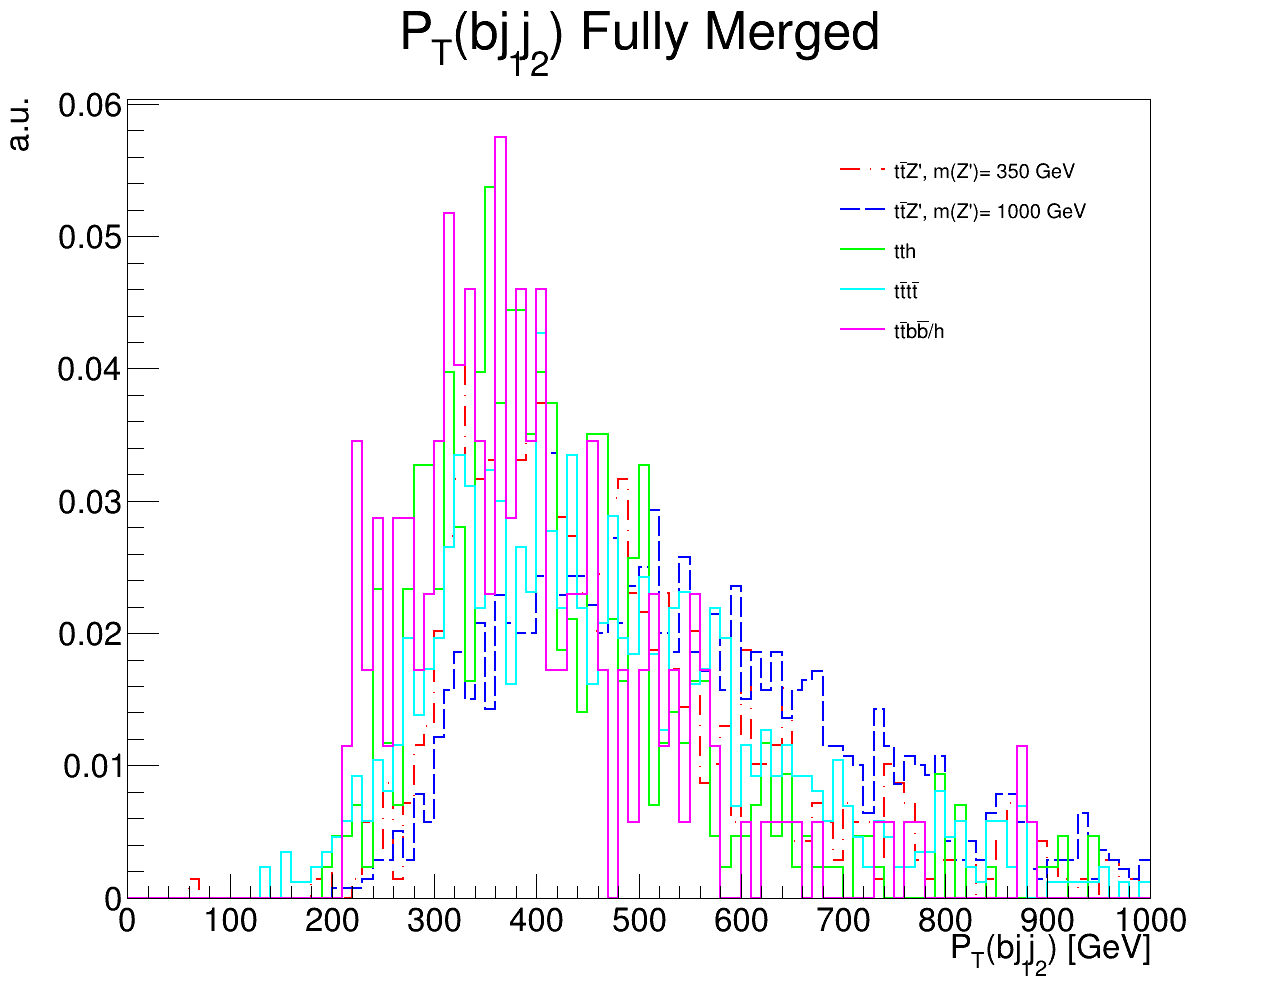 P_T(bj_1j_2) Fully Merged
a.u.
0.06
0.05
0.04
0.03
0.02
0.01
0
tt̄Z', m(Z')= 350 GeV
tt̄Z', m(Z')= 1000 GeV
tth
tt̄tt̄
tt̄bb̄/h
0 100 200 300 400 500 600 700 800 900 1000
P_T(bj_1j_2) [GeV]